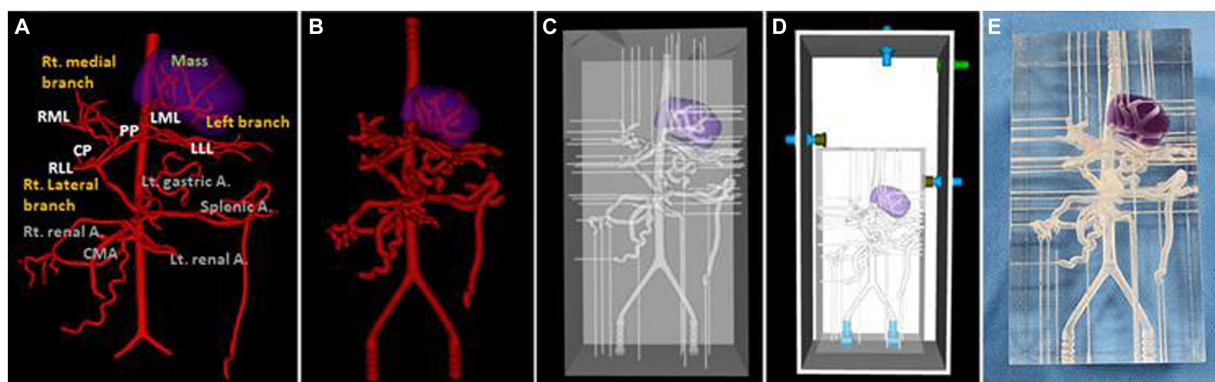 A
B
C
D
E
Rt. medial
branch
Mass
RML
PP
LML
Left branch
CP
LLL
RLL
Lt. gastric A.
Rt. Lateral
branch
Splenic A.
Rt. renal A.
CMA
Lt. renal A.